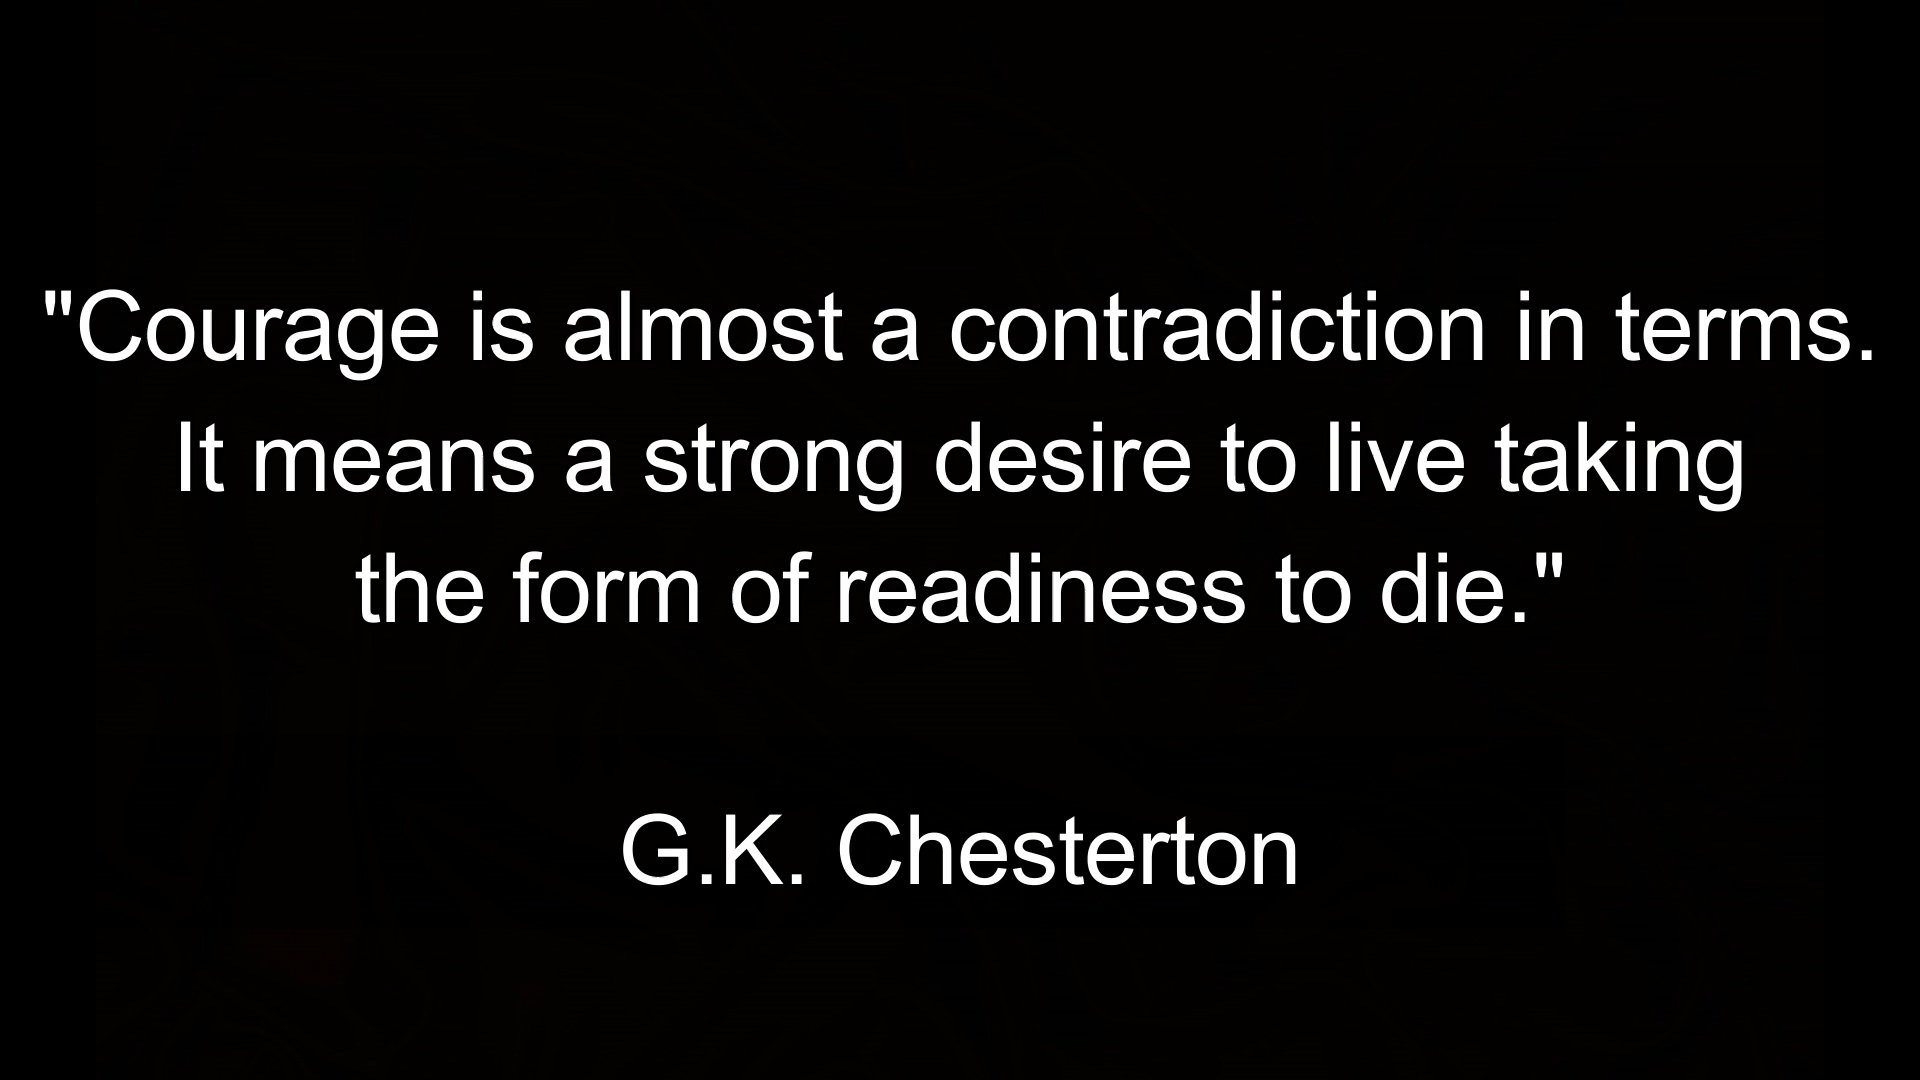 "Courage is almost a contradiction in terms.
It means a strong desire to live taking
the form of readiness to die."
G.K. Chesterton